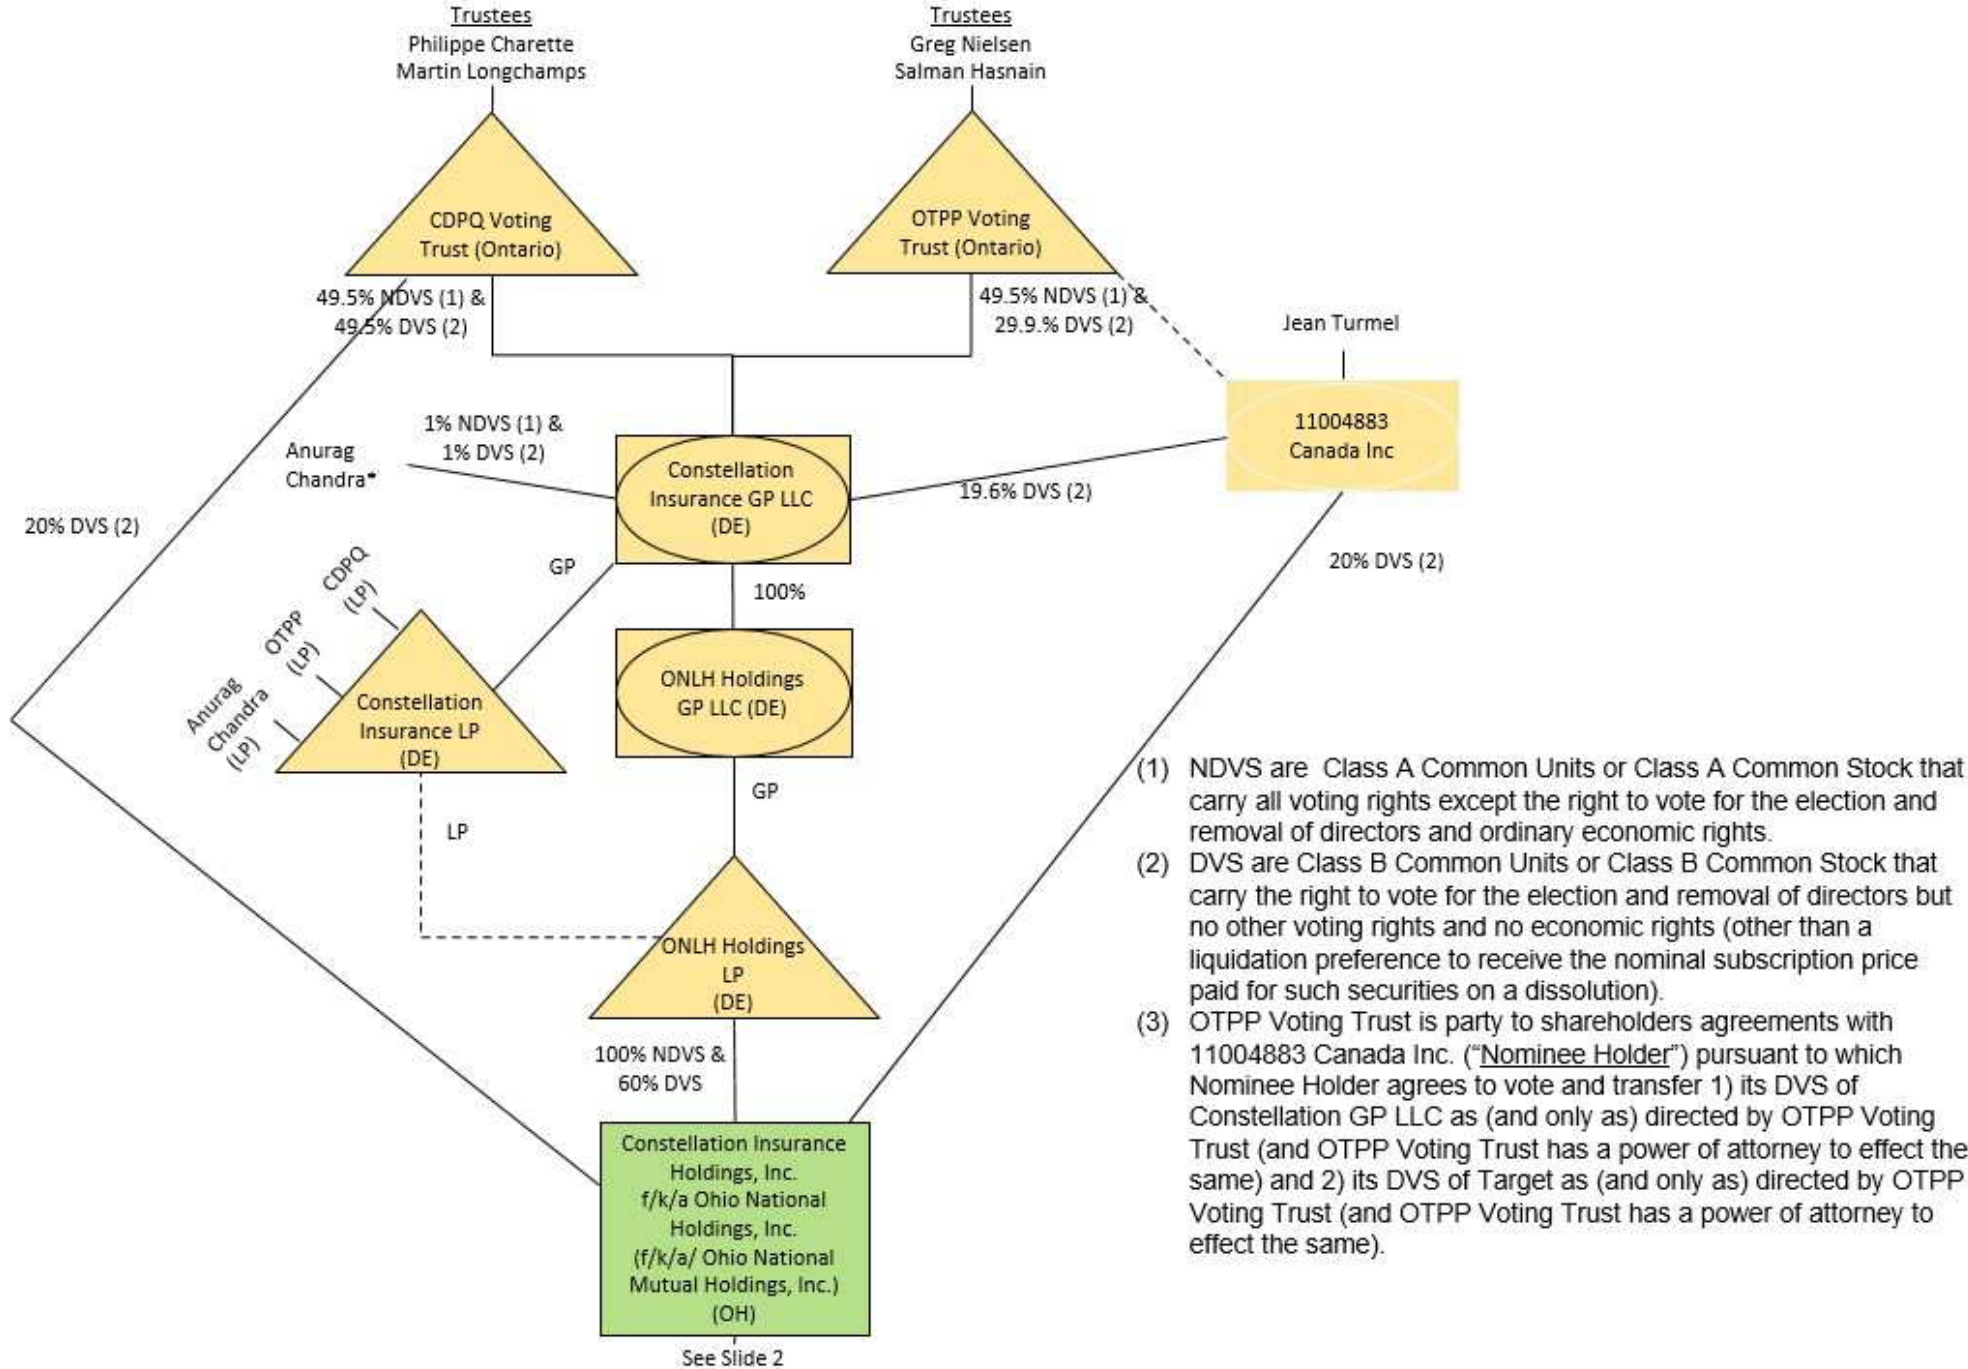 Trustees
Philippe Charette
Martin Longchamps
Trustees
Greg Nielsen
Salman Hasnain
CDPQ Voting
Trust (Ontario)
OTPP Voting
Trust (Ontario)
49.5% NDVS (1) &
49.5% DVS (2)
49.5% NDVS (1) &
29.9.% DVS (2)
Jean Turmel
11004883
Canada Inc
1% NDVS (1) &
1% DVS (2)
Anurag
Chandra*
Constellation
Insurance GP LLC
(DE)
19.6% DVS (2)
20% DVS (2)
20% DVS (2)
GP
100%
CDPQ
(LP)
OTPP
(LP)
Anurag
Chandra
(LP)
Constellation
Insurance LP
(DE)
ONLH Holdings
GP LLC (DE)
GP
LP
ONLH Holdings
LP
(DE)
100% NDVS &
60% DVS
Constellation Insurance
Holdings, Inc.
f/k/a Ohio National
Holdings, Inc.
(f/k/a/ Ohio National
Mutual Holdings, Inc.)
(OH)
See Slide 2
(1) NDVS are Class A Common Units or Class A Common Stock that
carry all voting rights except the right to vote for the election and
removal of directors and ordinary economic rights.
(2) DVS are Class B Common Units or Class B Common Stock that
carry the right to vote for the election and removal of directors but
no other voting rights and no economic rights (other than a
liquidation preference to receive the nominal subscription price
paid for such securities on a dissolution).
(3) OTPP Voting Trust is party to shareholders agreements with
11004883 Canada Inc. (“Nominee Holder”) pursuant to which
Nominee Holder agrees to vote and transfer 1) its DVS of
Constellation GP LLC as (and only as) directed by OTPP Voting
Trust (and OTPP Voting Trust has a power of attorney to effect the
same) and 2) its DVS of Target as (and only as) directed by OTPP
Voting Trust (and OTPP Voting Trust has a power of attorney to
effect the same).